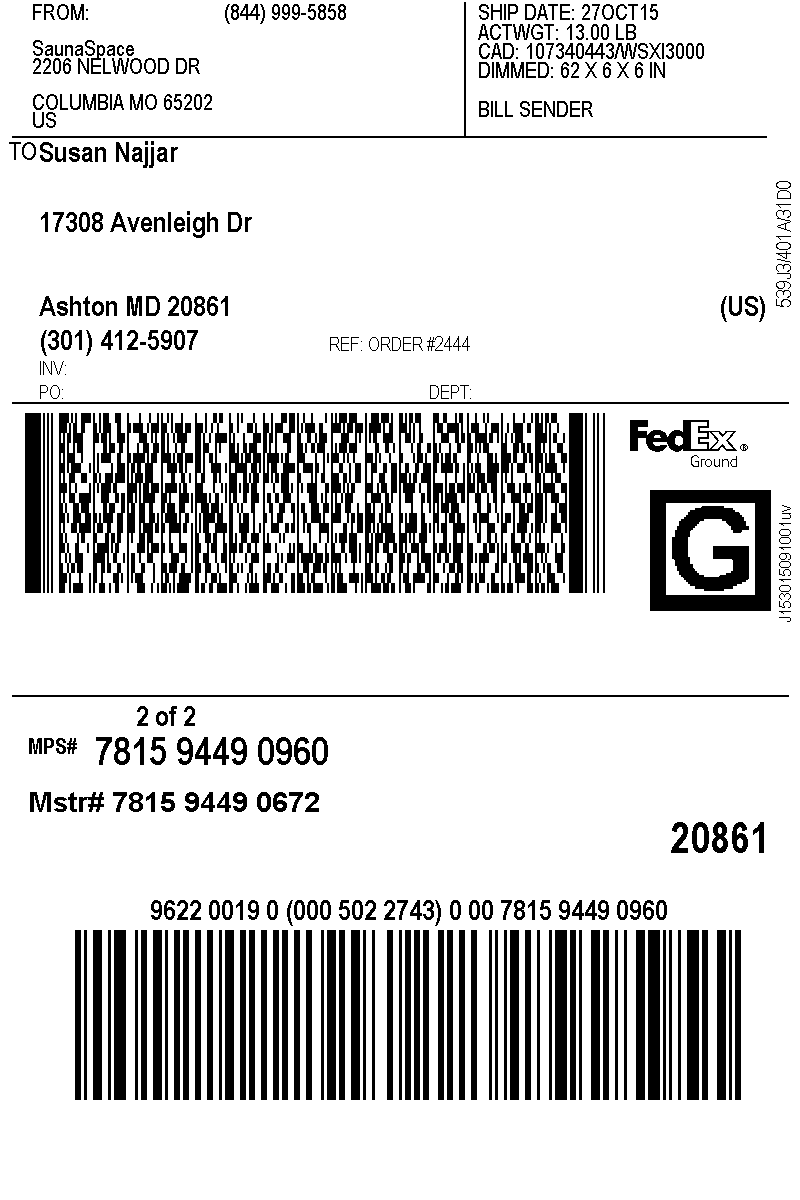 FROM: (844) 999-5858
SaunaSpace
2206 NELWOOD DR
COLUMBIA MO 65202
US
SHIP DATE: 27OCT15
ACTWGT: 13.00 LB
CAD: 107340443/WSXI3000
DIMMED: 62 X 6 X 6 IN
BILL SENDER
TO Susan Najjar
17308 Avenleigh Dr
Ashton MD 20861 (US)
(301) 412-5907 REF: ORDER #2444
INV:
PO: DEPT:
539J3/401A/31D0
FedEx ®
Ground
G
J153015091001uv
2 of 2
MPS# 7815 9449 0960
Mstr# 7815 9449 0672
20861
9622 0019 0 (000 502 2743) 0 00 7815 9449 0960